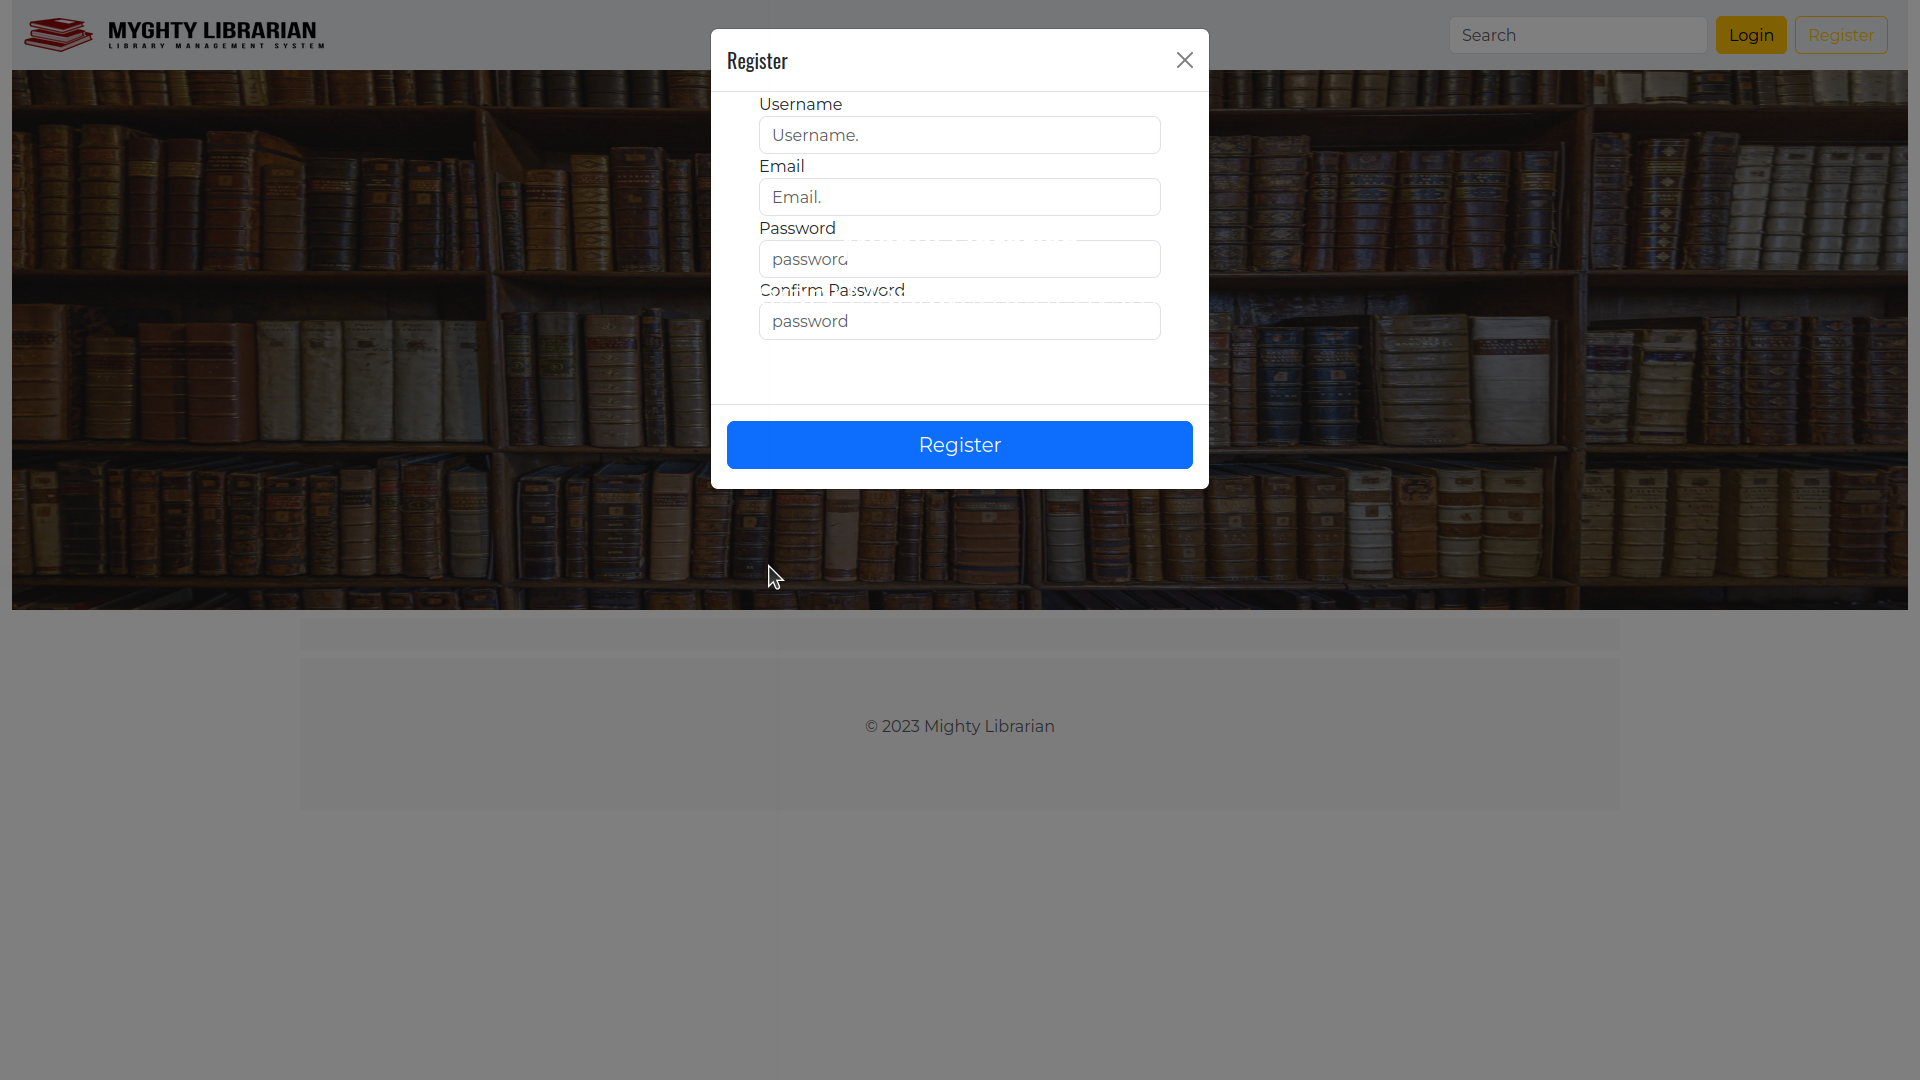 MYGHTY LIBRARIAN
LIBRARY MANAGEMENT SYSTEM
Search
Login
Register
Register
Username
Username.
Email
Email.
Password
password
Confirm Password
password
Register
© 2023 Mighty Librarian